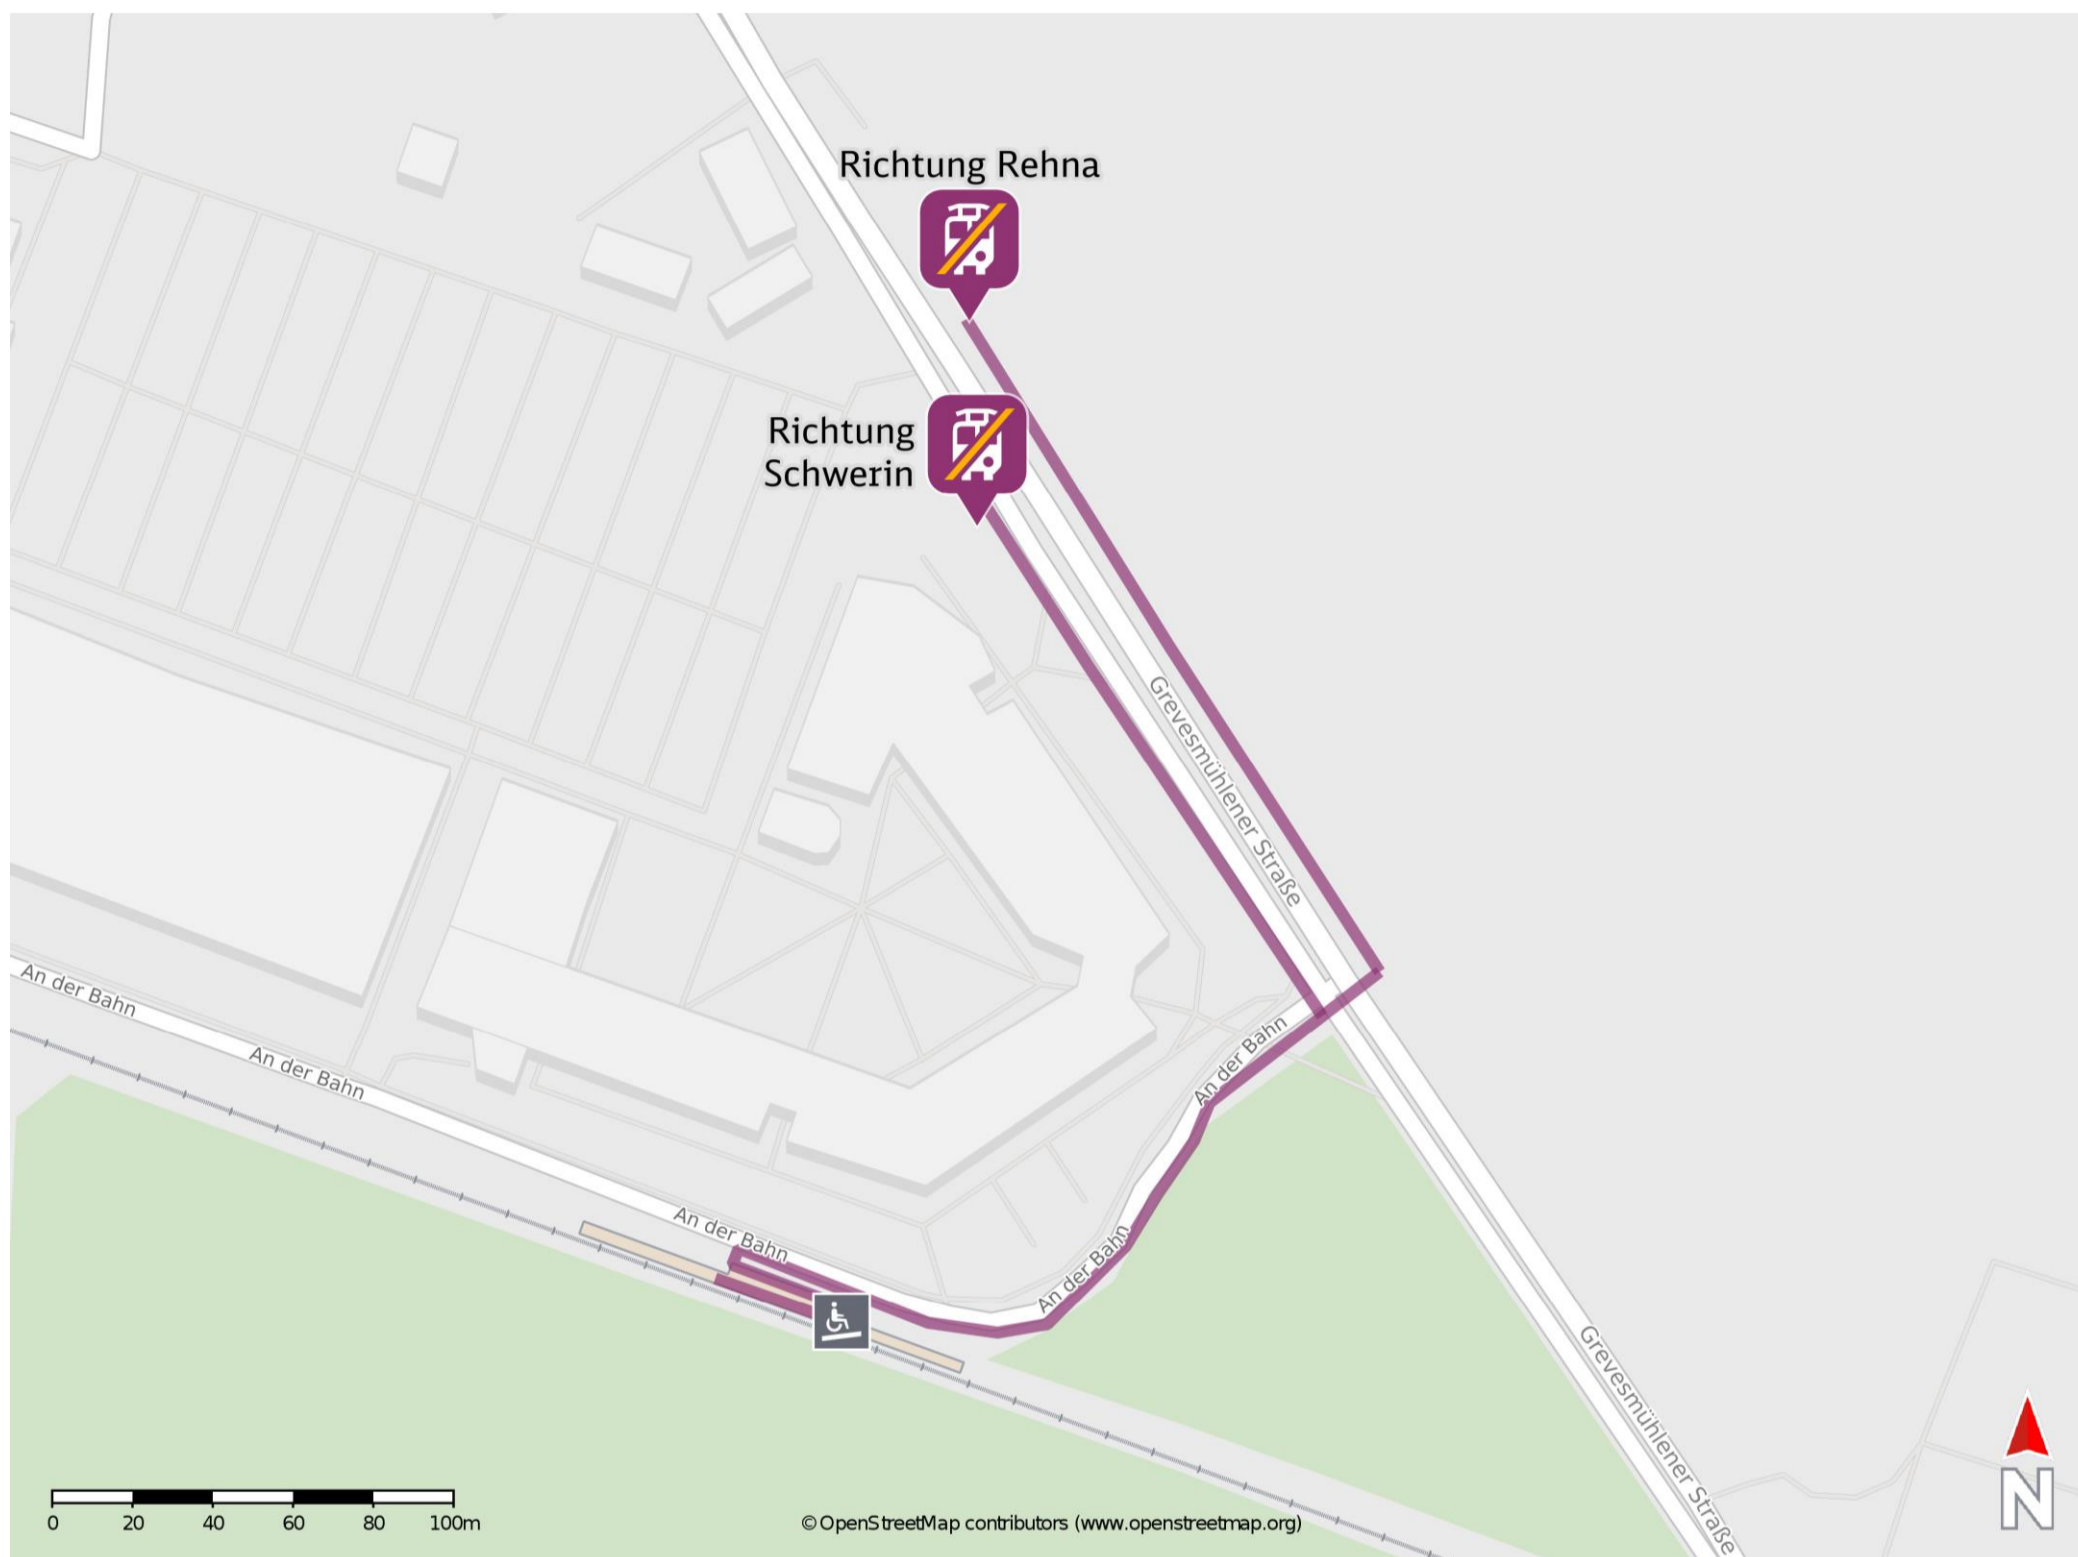 Richtung Rehna
Richtung
Schwerin
Grevesmühlener Straße
An der Bahn
An der Bahn
An der Bahn
An der Bahn
An der Bahn
Grevesmühlener Straße
0 20 40 60 80 100m
© OpenStreetMap contributors (www.openstreetmap.org)
N